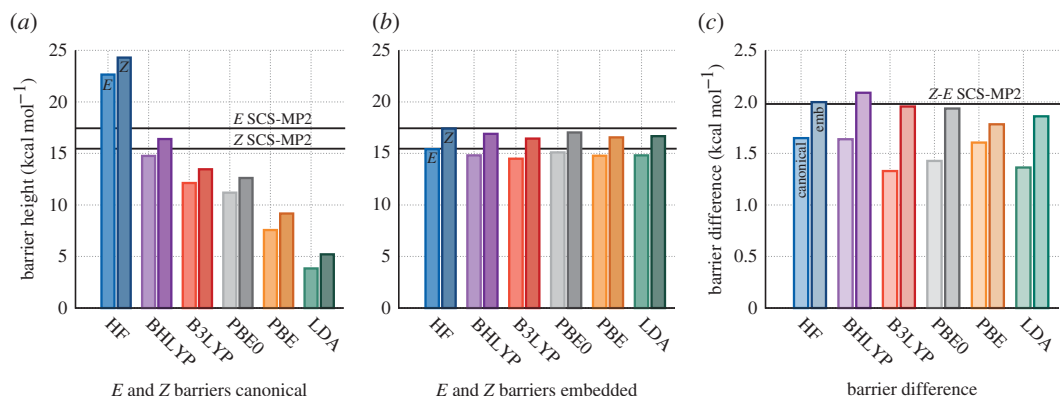 (a)
25
20
15
10
5
0
barrier height (kcal mol−1)
E
Z
E SCS-MP2
Z SCS-MP2
HF
BHLYP
B3LYP
PBE0
PBE
LDA
E and Z barriers canonical
(b)
25
20
15
10
5
0
E
Z
HF
BHLYP
B3LYP
PBE0
PBE
LDA
E and Z barriers embedded
(c)
2.5
2.0
1.5
1.0
0.5
0
barrier difference (kcal mol−1)
canonical
emb
Z-E SCS-MP2
HF
BHLYP
B3LYP
PBE0
PBE
LDA
barrier difference